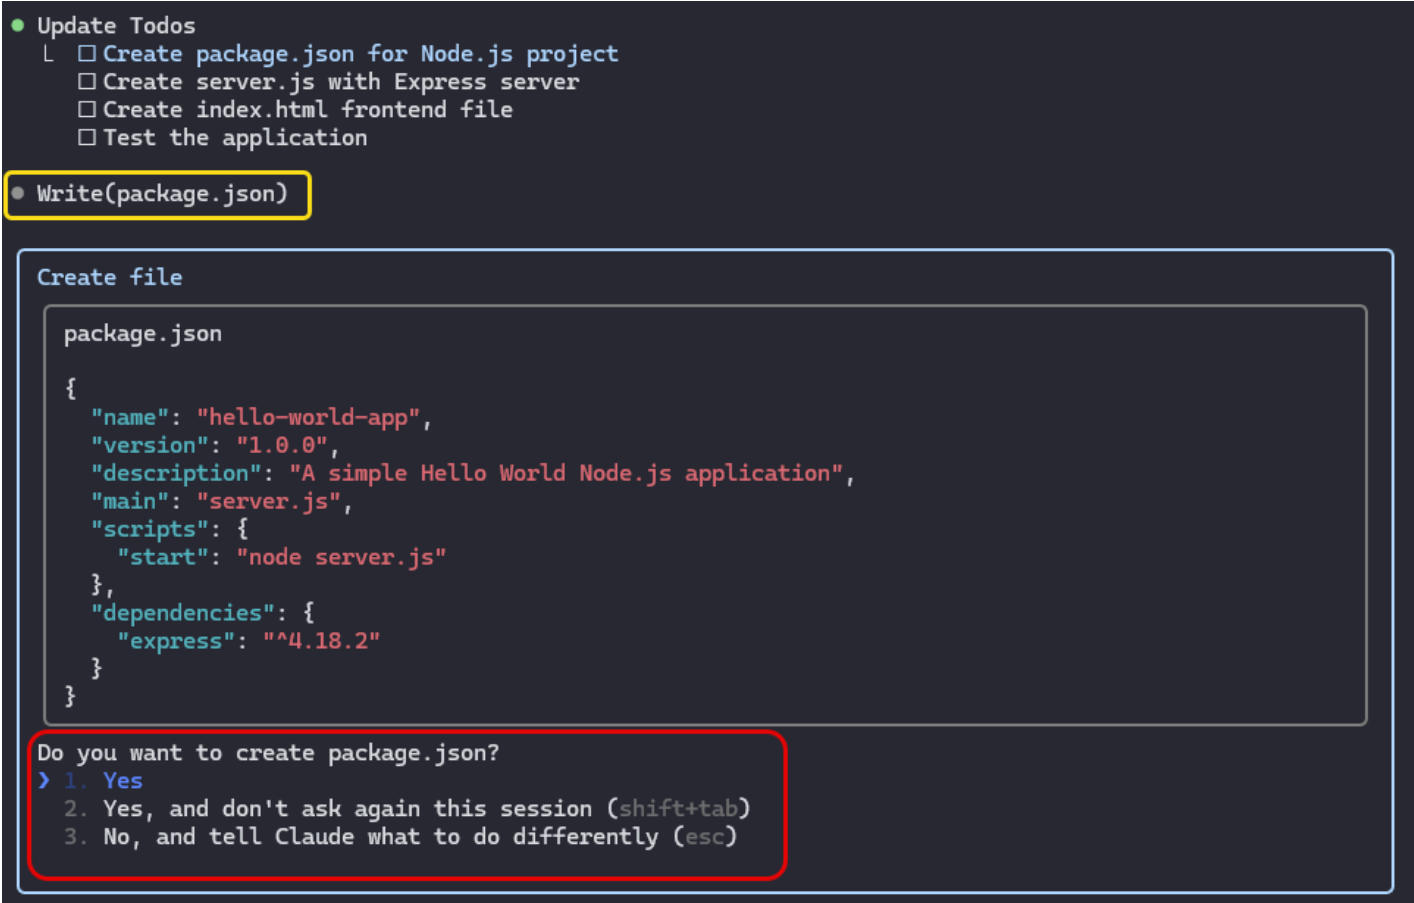 ● Update Todos
└ ☐ Create package.json for Node.js project
☐ Create server.js with Express server
☐ Create index.html frontend file
☐ Test the application
● Write(package.json)
Create file
package.json
{
  "name": "hello-world-app",
  "version": "1.0.0",
  "description": "A simple Hello World Node.js application",
  "main": "server.js",
  "scripts": {
    "start": "node server.js"
  },
  "dependencies": {
    "express": "^4.18.2"
  }
}
Do you want to create package.json?
❯ 1. Yes
2. Yes, and don't ask again this session (shift+tab)
3. No, and tell Claude what to do differently (esc)